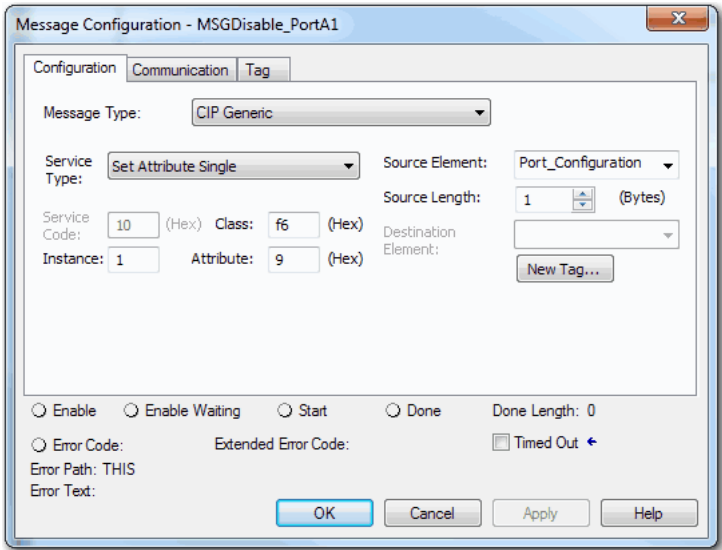 Message Configuration - MSGDisable_PortA1
Configuration Communication Tag
Message Type: CIP Generic
Service Type: Set Attribute Single
Source Element: Port_Configuration
Source Length: 1 (Bytes)
Service Code: 10 (Hex) Class: f6 (Hex)
Destination Element:
Instance: 1 Attribute: 9 (Hex)
New Tag...
Enable Enable Waiting Start Done Done Length: 0
Error Code: Extended Error Code: Timed Out
Error Path: THIS
Error Text:
OK Cancel Apply Help